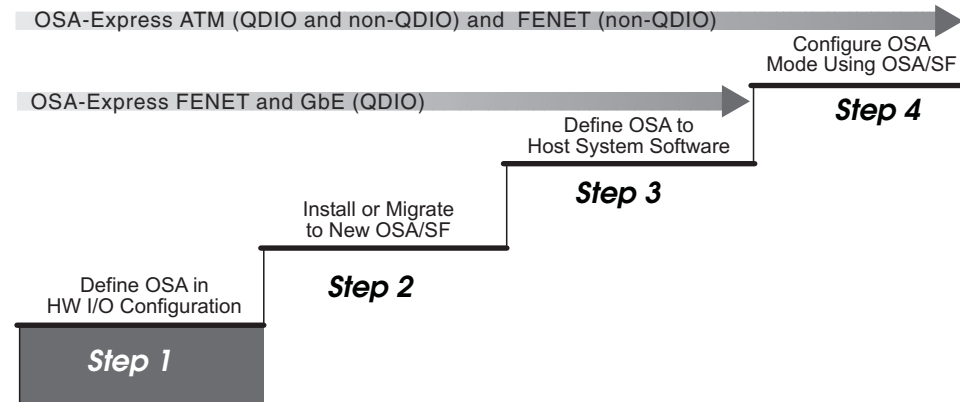 OSA-Express ATM (QDIO and non-QDIO) and FENET (non-QDIO)
Configure OSA
Mode Using OSA/SF
Step 4
OSA-Express FENET and GbE (QDIO)
Define OSA to
Host System Software
Step 3
Install or Migrate
to New OSA/SF
Step 2
Define OSA in
HW I/O Configuration
Step 1